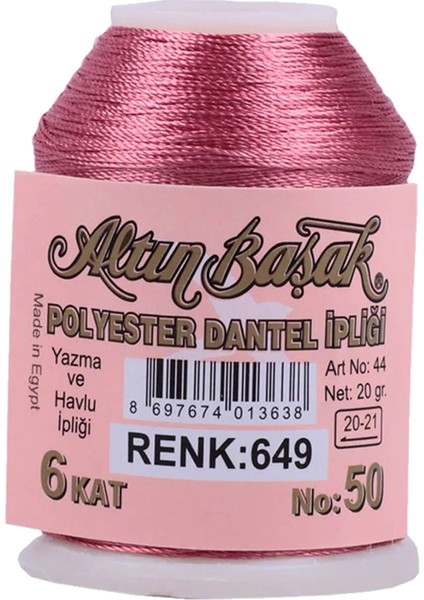 Altın Başak®
POLYESTER DANTEL İPLİĞİ
Made in Egypt
Yazma
ve
Havlu
İpliği
8 697674 013638
Art No: 44
Net: 20 gr.
20-21
RENK:649
6 KAT
No: 50